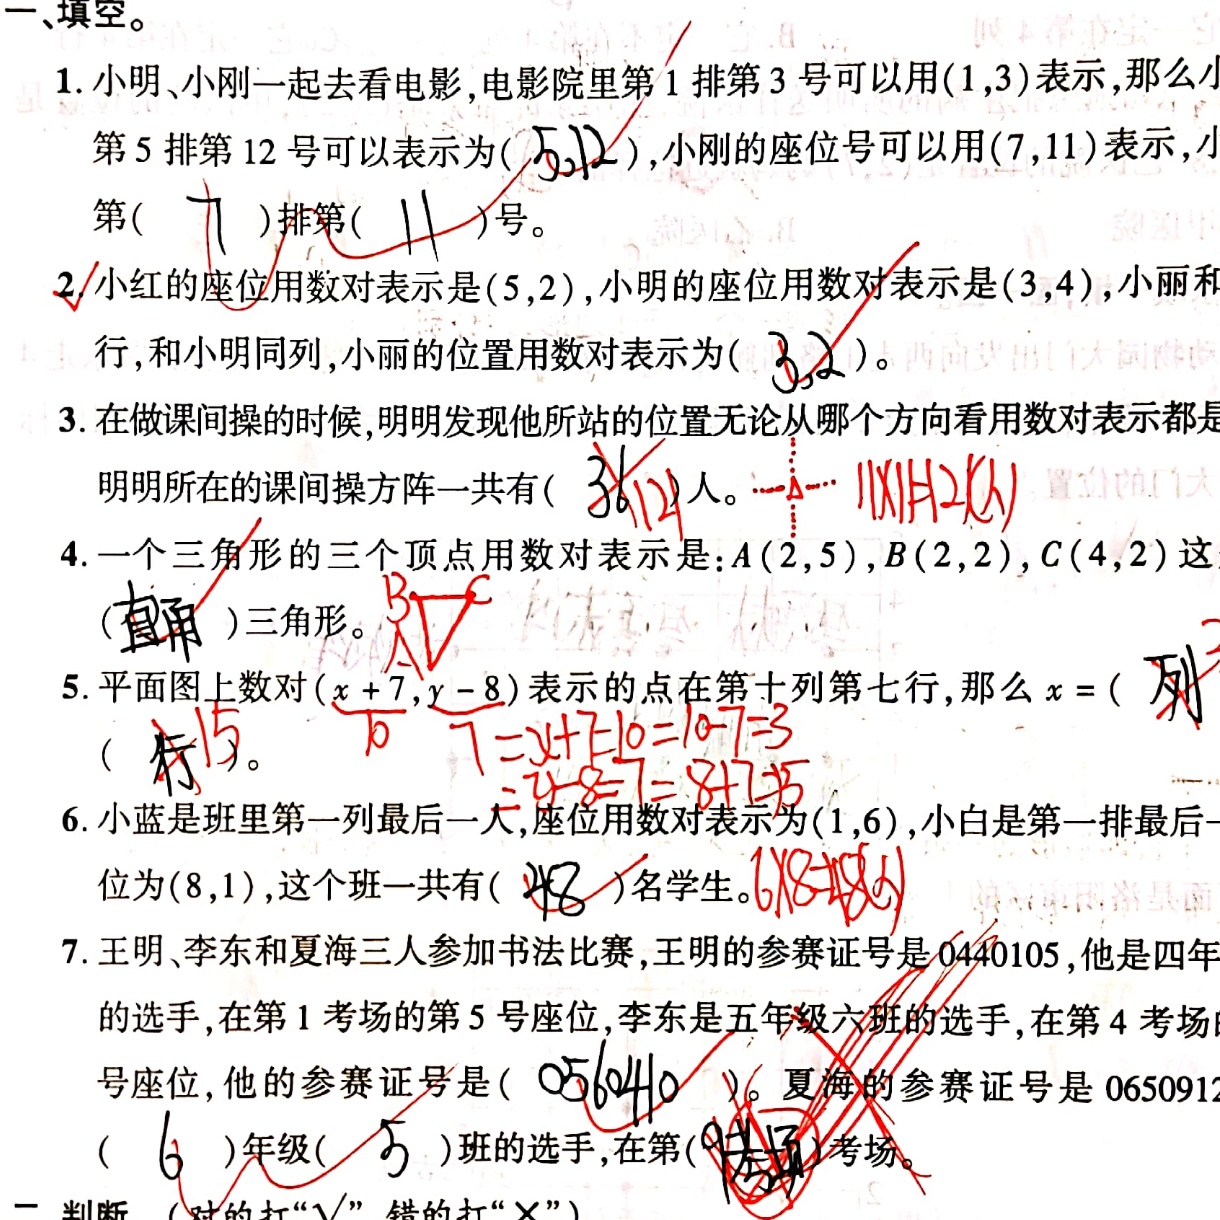 一、填空。
1. 小明、小刚一起去看电影,电影院里第1排第3号可以用(1,3)表示,那么小
第5排第12号可以表示为( 5,12 ),小刚的座位号可以用(7,11)表示,小
第( 7 )排第( 11 )号。
2. 小红的座位用数对表示是(5,2),小明的座位用数对表示是(3,4),小丽和
行,和小明同列,小丽的位置用数对表示为( 3,2 )。
3. 在做课间操的时候,明明发现他所站的位置无论从哪个方向看用数对表示都是
明明所在的课间操方阵一共有( 36 121 )人。 11×11=121(人)
4. 一个三角形的三个顶点用数对表示是:A(2,5),B(2,2),C(4,2)这
( 直角 )三角形。 B C A
5. 平面图上数对(x+7,y-8)表示的点在第十列第七行,那么x=( 列 3
( 行 15 )。 10 7 =x+7=10=10-7=3
=y-8=7=8+7=15
6. 小蓝是班里第一列最后一人,座位用数对表示为(1,6),小白是第一排最后一
位为(8,1),这个班一共有( 48 )名学生。 6×8=48(人)
7. 王明、李东和夏海三人参加书法比赛,王明的参赛证号是0440105,他是四年
的选手,在第1考场的第5号座位,李东是五年级六班的选手,在第4考场的
号座位,他的参赛证号是( 0560410 )。夏海的参赛证号是0650912
( 6 )年级( 5 )班的选手,在第( )考场。
二、判断。(对的打“√”,错的打“×”)